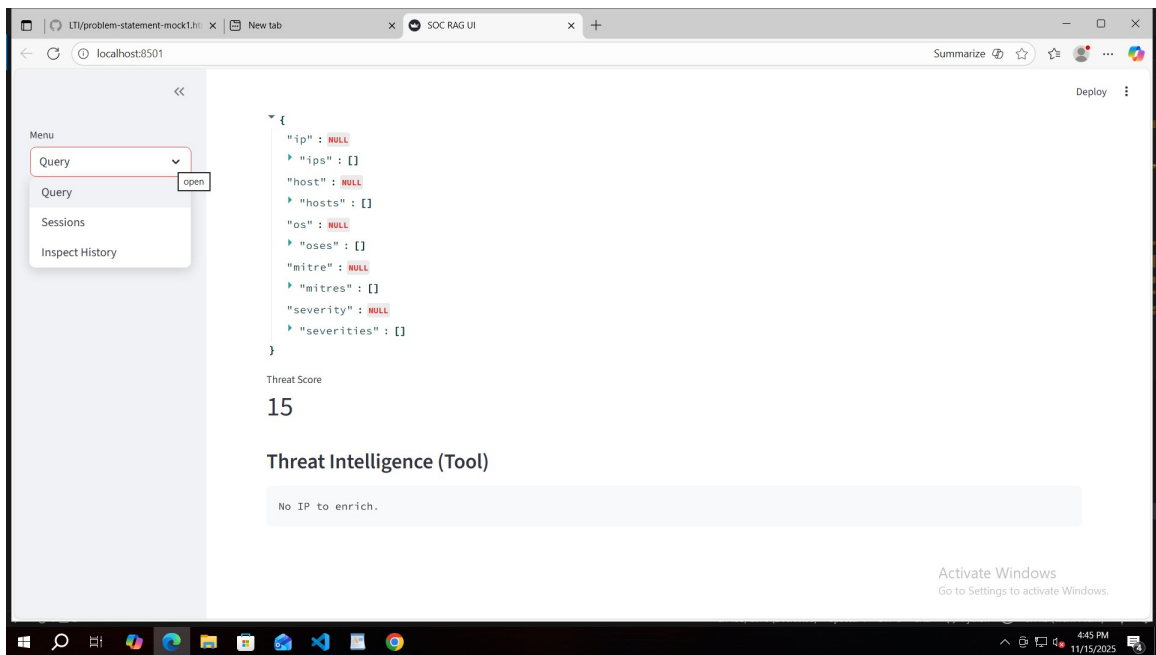 LTI/problem-statement-mock1.ht
New tab
SOC RAG UI
localhost:8501
Summarize
Deploy
Menu
Query
open
Query
Sessions
Inspect History
{
"ip" : NULL
"ips" : []
"host" : NULL
"hosts" : []
"os" : NULL
"oses" : []
"mitre" : NULL
"mitres" : []
"severity" : NULL
"severities" : []
}
Threat Score
15
Threat Intelligence (Tool)
No IP to enrich.
Activate Windows
Go to Settings to activate Windows.
4:45 PM
11/15/2025
4